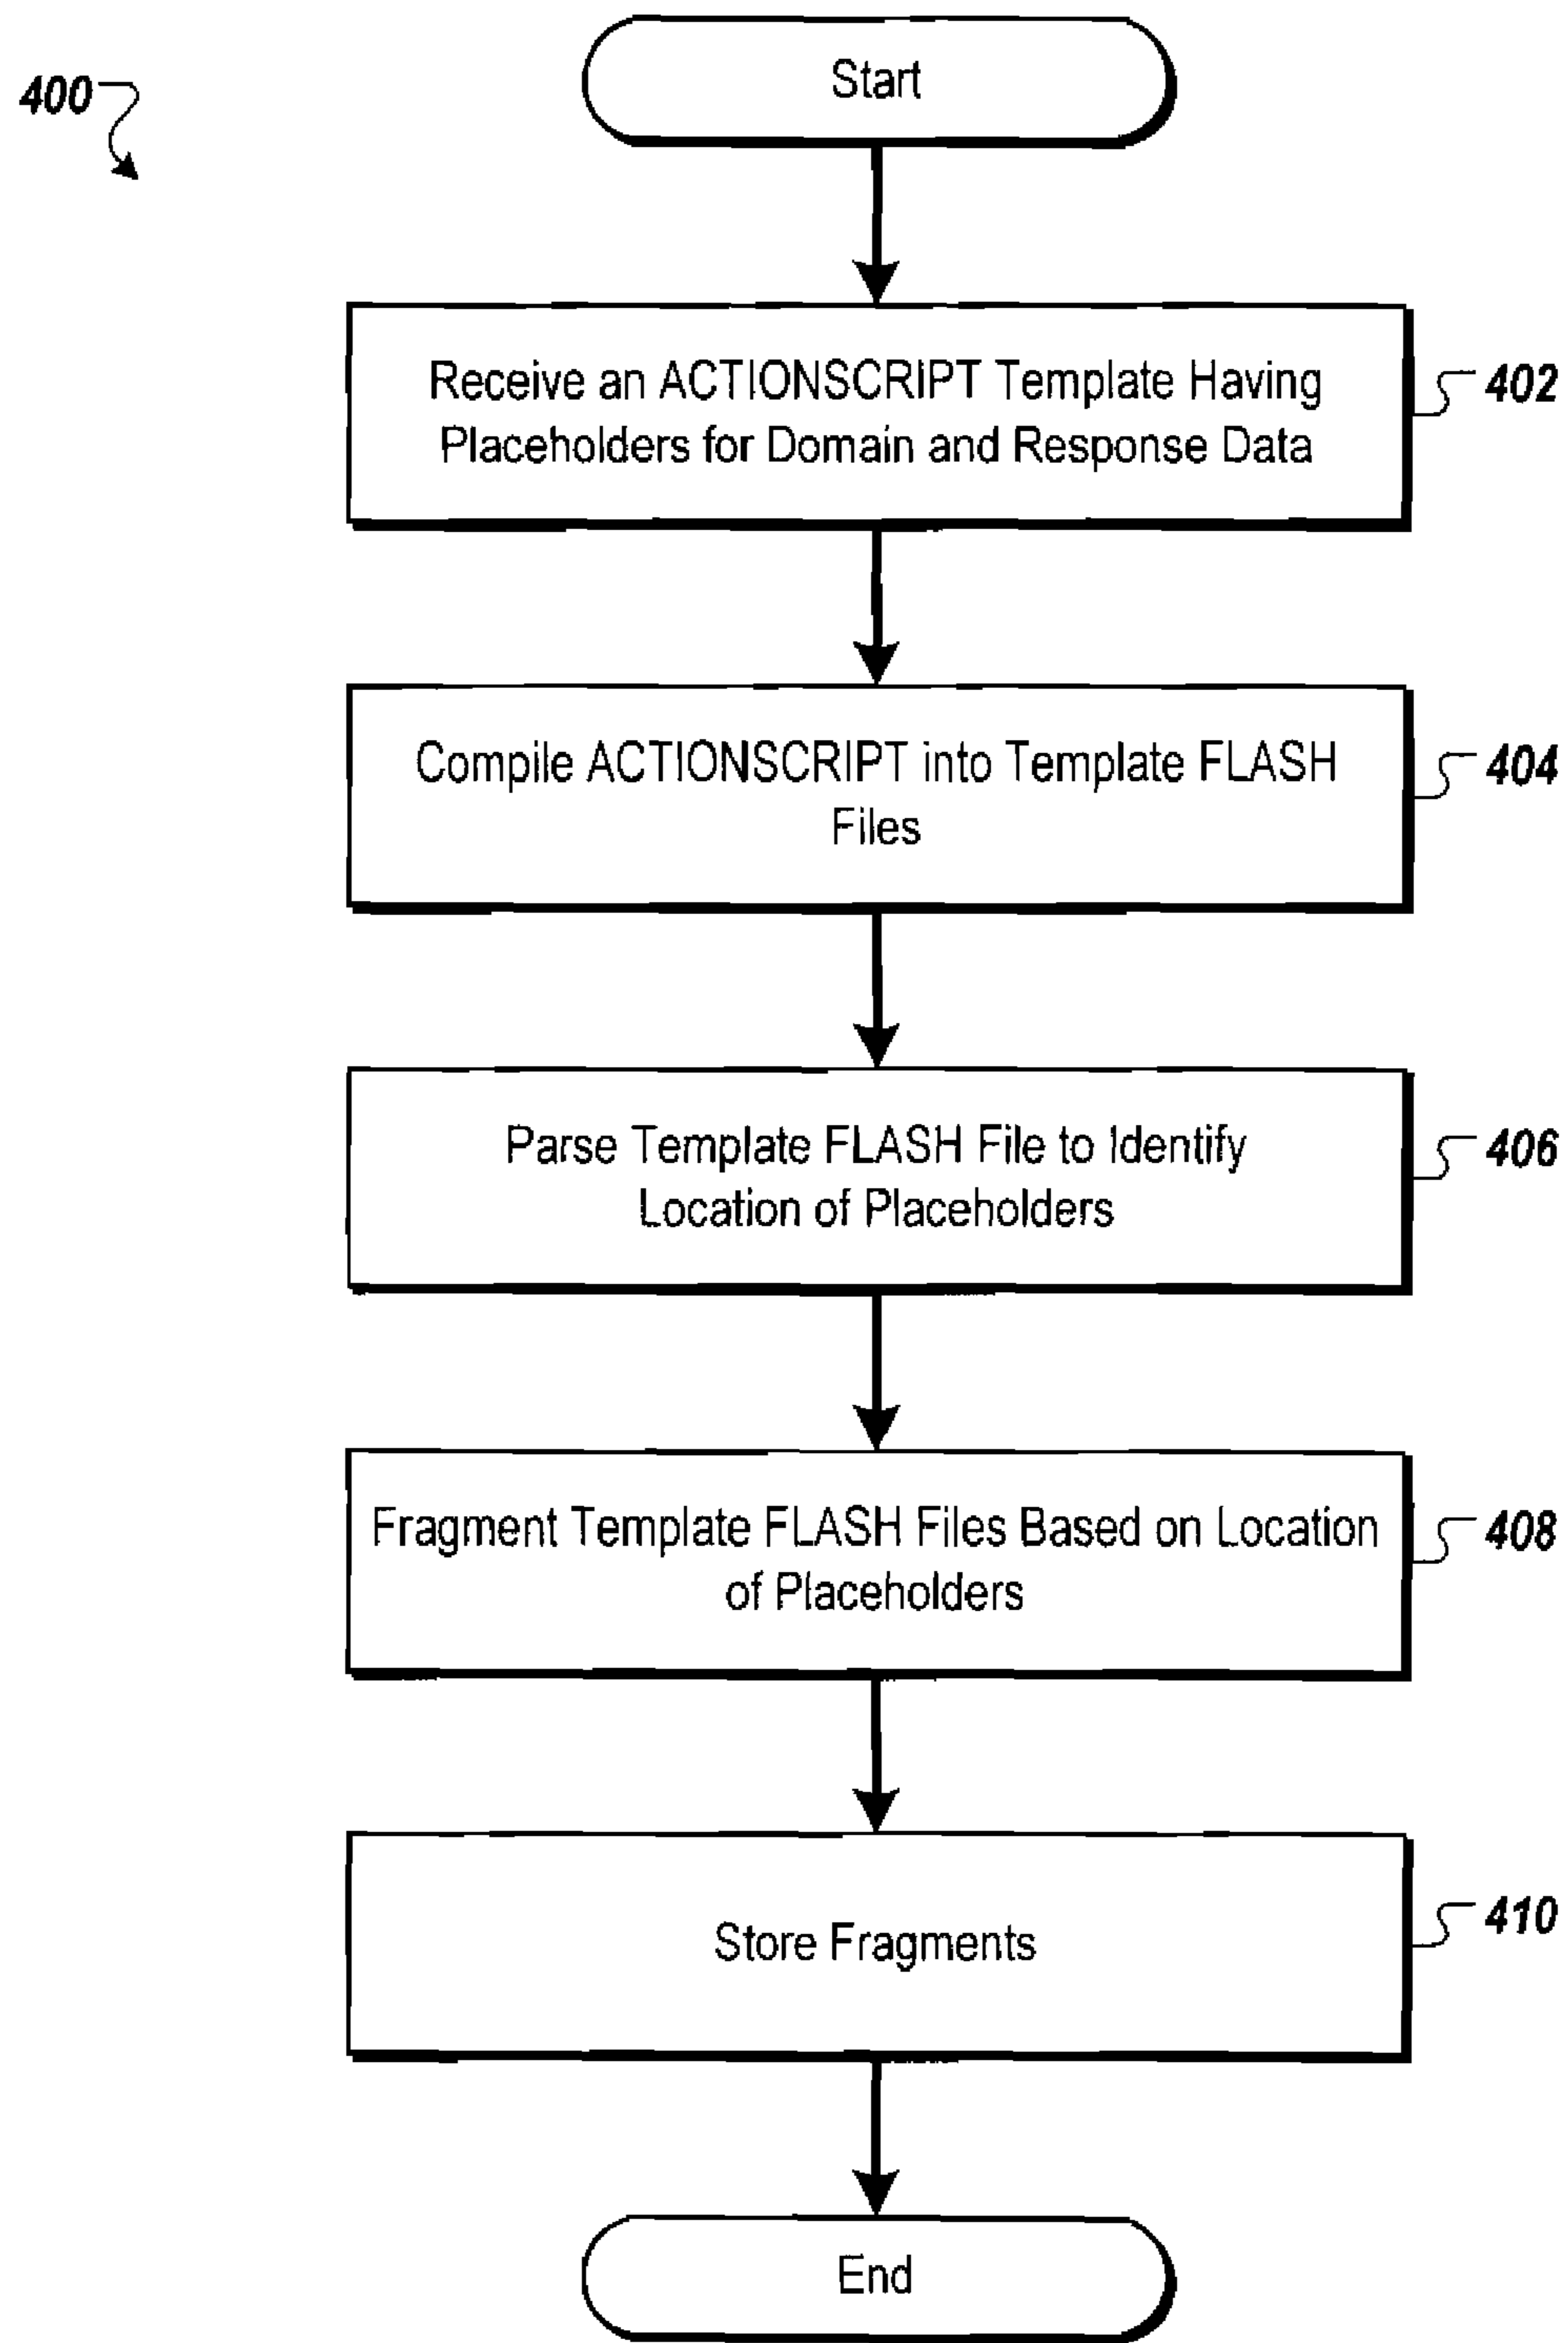 400
Start
Receive an ACTIONSCRIPT Template Having
Placeholders for Domain and Response Data
402
Compile ACTIONSCRIPT into Template FLASH
Files
404
Parse Template FLASH File to Identify
Location of Placeholders
406
Fragment Template FLASH Files Based on Location
of Placeholders
408
Store Fragments
410
End